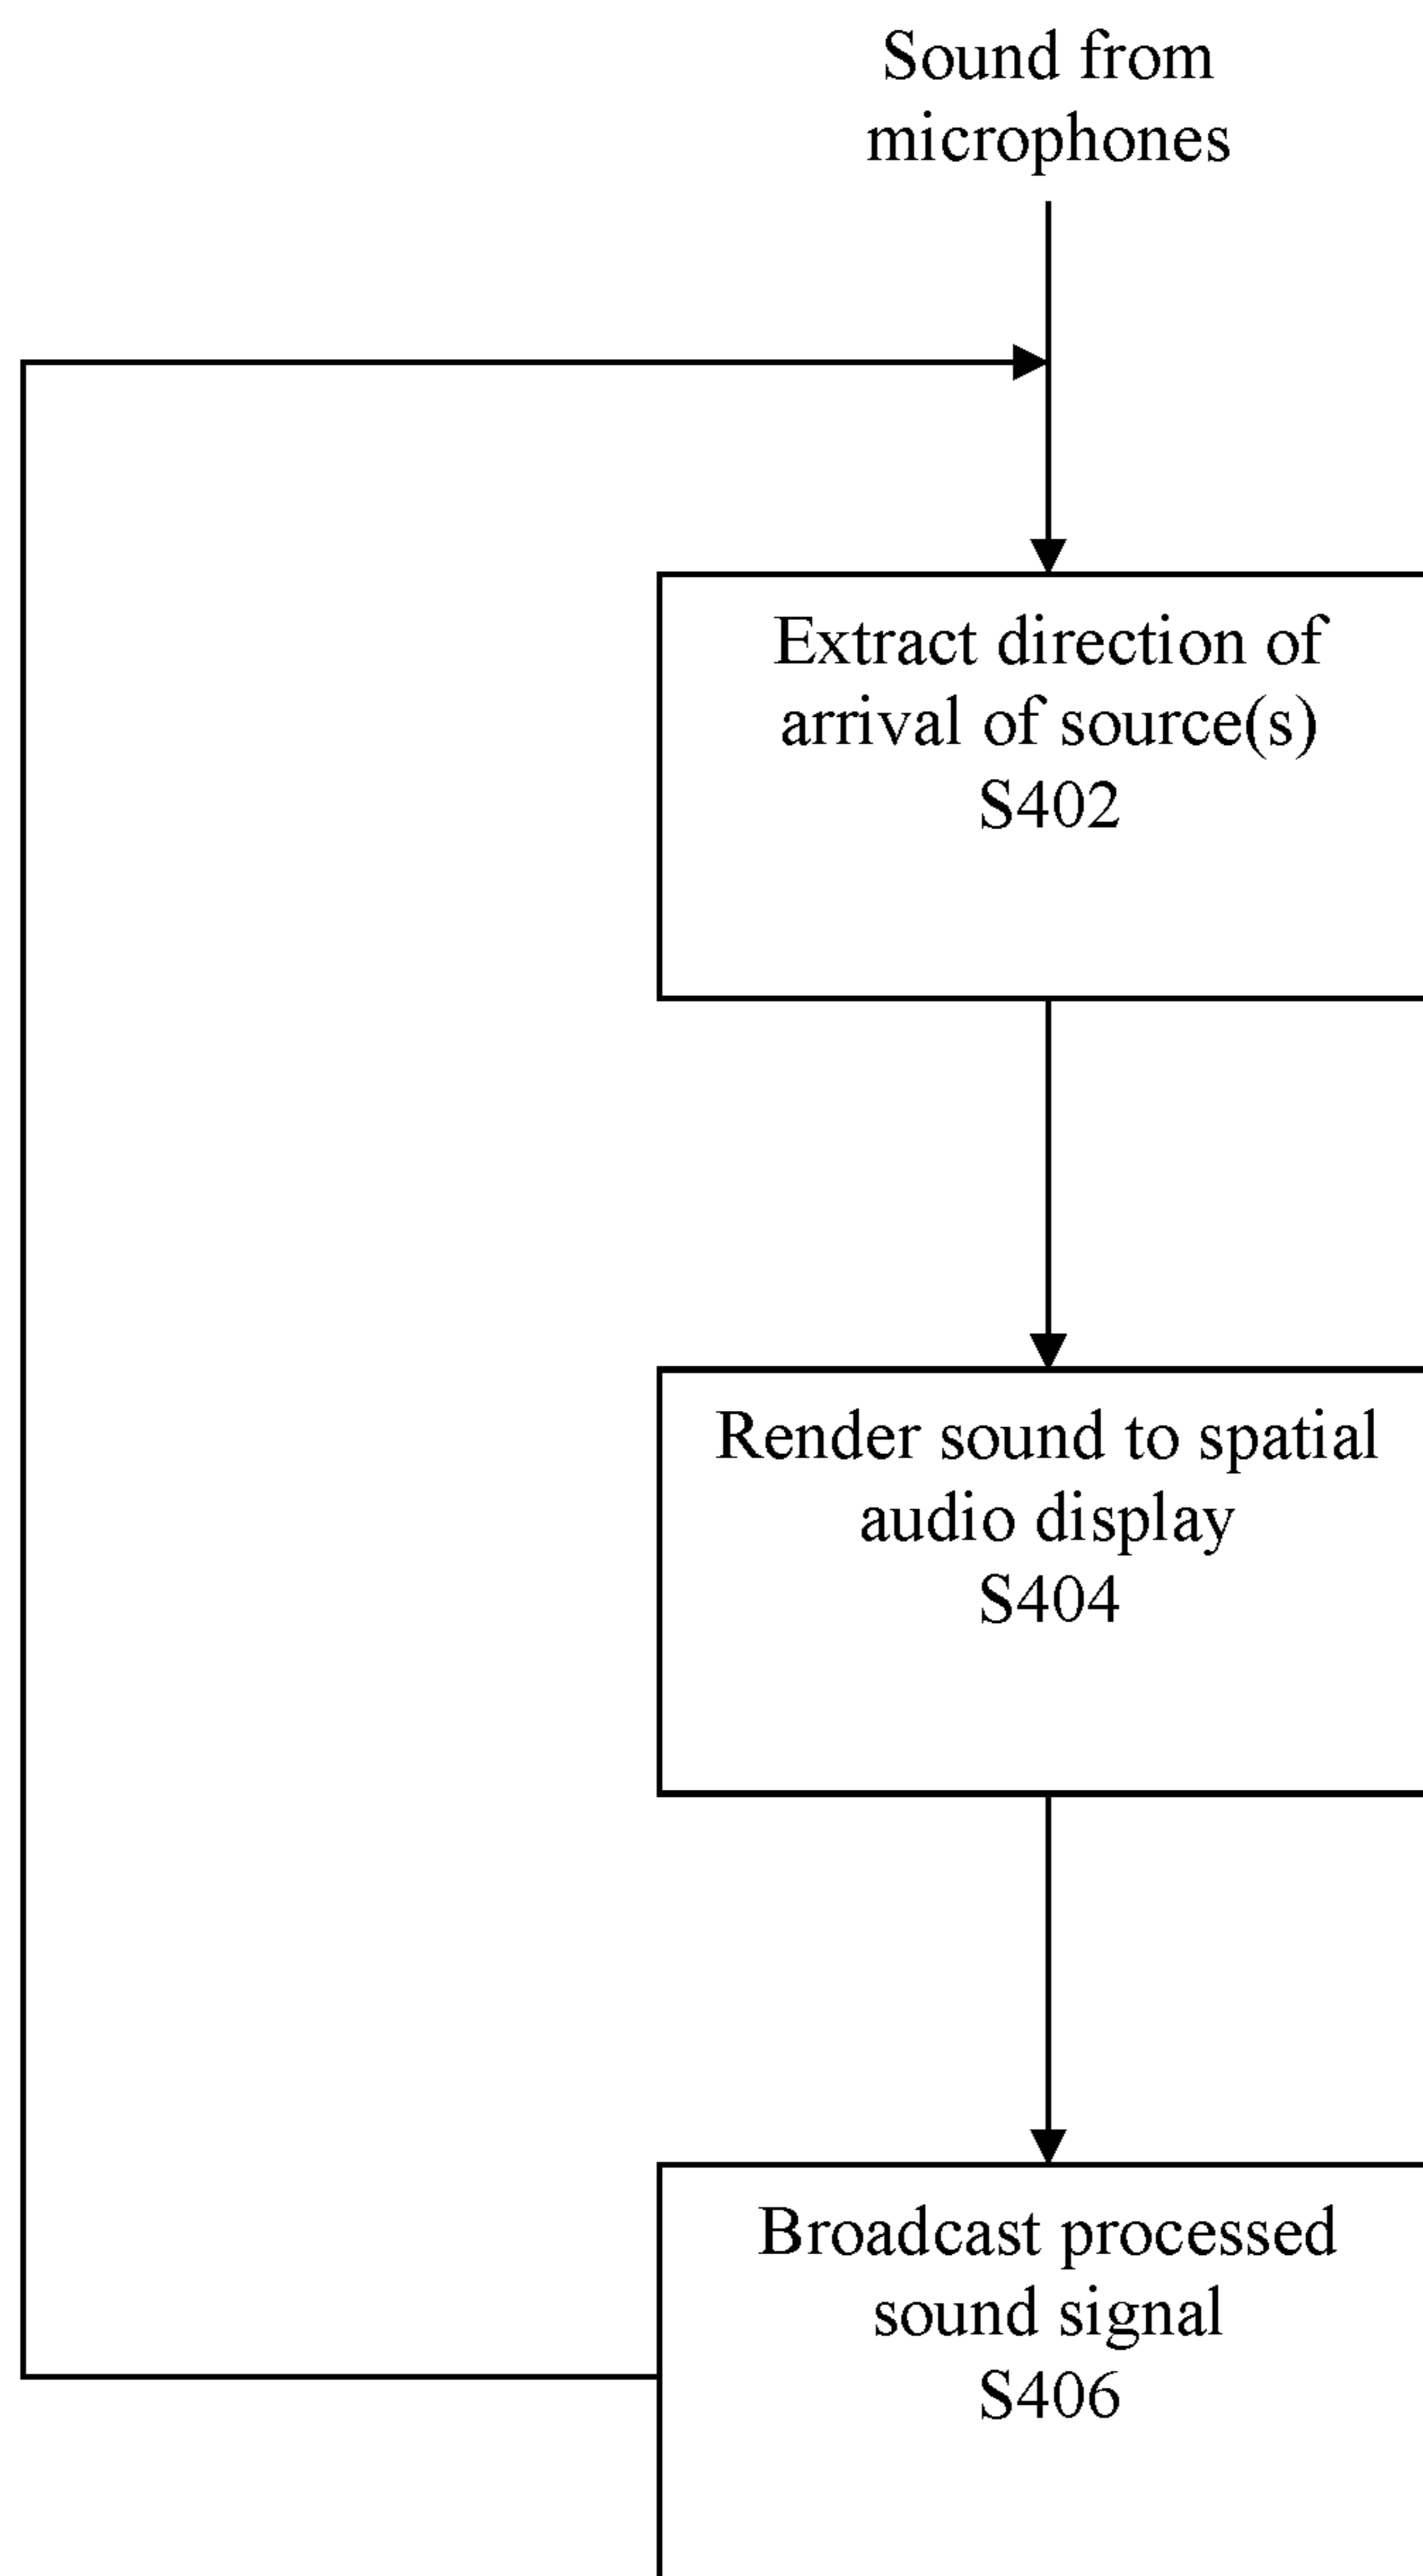 Sound from
microphones
Extract direction of
arrival of source(s)
S402
Render sound to spatial
audio display
S404
Broadcast processed
sound signal
S406